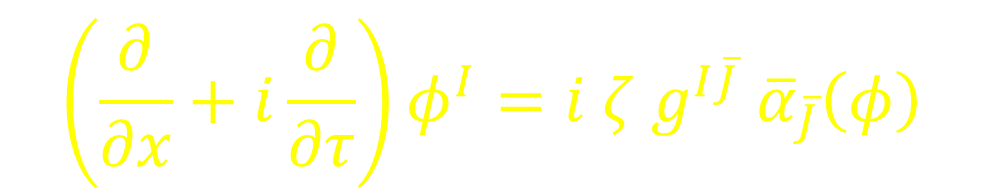 (∂/∂x + i ∂/∂τ) ϕ^I = i ζ g^{IJ̄} ᾱ_J̄(ϕ)